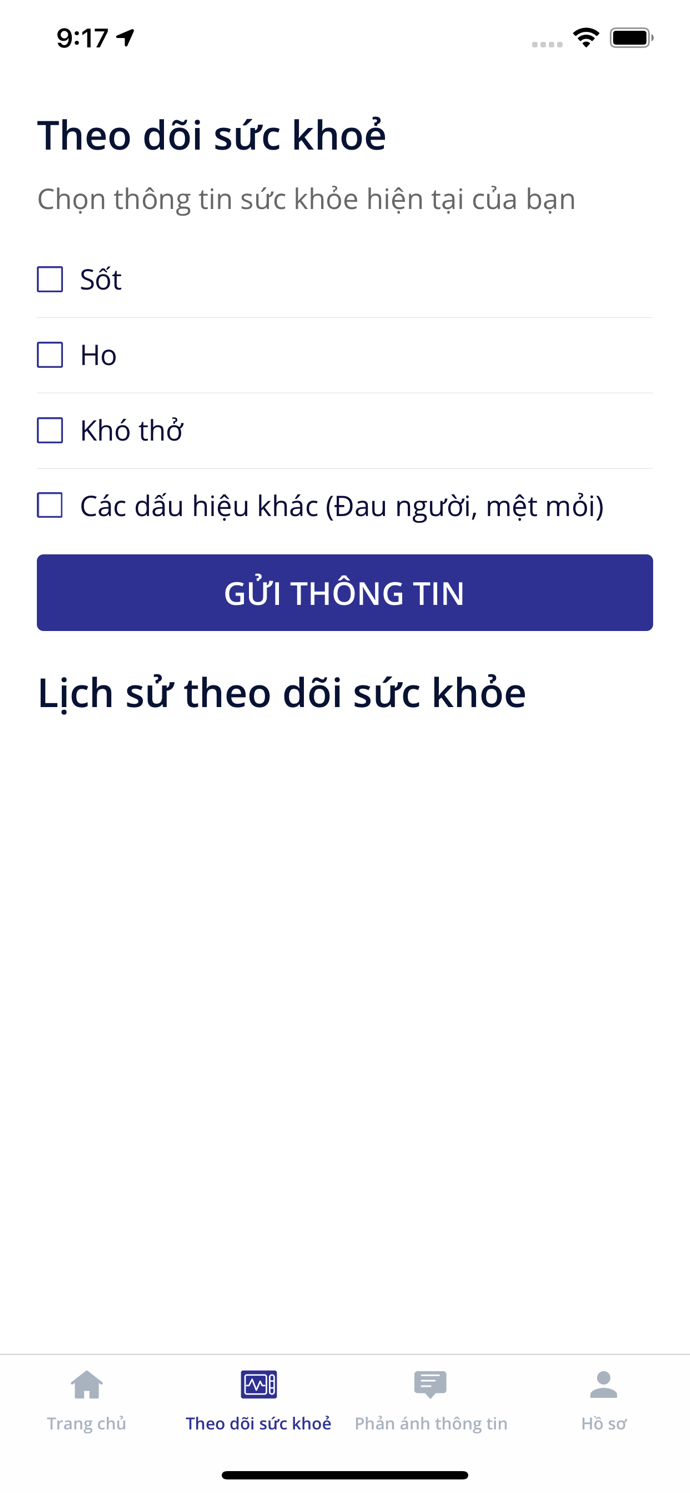 9:17
Theo dõi sức khoẻ
Chọn thông tin sức khỏe hiện tại của bạn
Sốt
Ho
Khó thở
Các dấu hiệu khác (Đau người, mệt mỏi)
GỬI THÔNG TIN
Lịch sử theo dõi sức khỏe
Trang chủ
Theo dõi sức khoẻ
Phản ánh thông tin
Hồ sơ